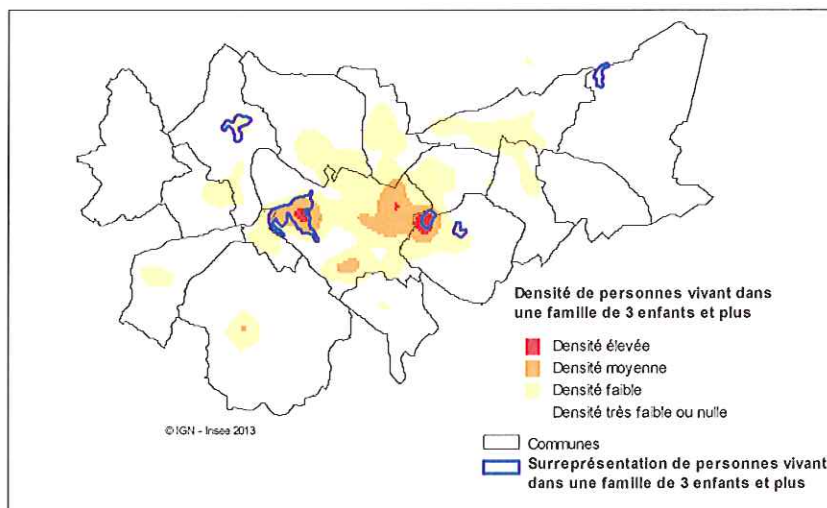 Densité de personnes vivant dans
une famille de 3 enfants et plus
Densité élevée
Densité moyenne
Densité faible
Densité très faible ou nulle
© IGN - Insee 2013
Communes
Surreprésentation de personnes vivant
dans une famille de 3 enfants et plus